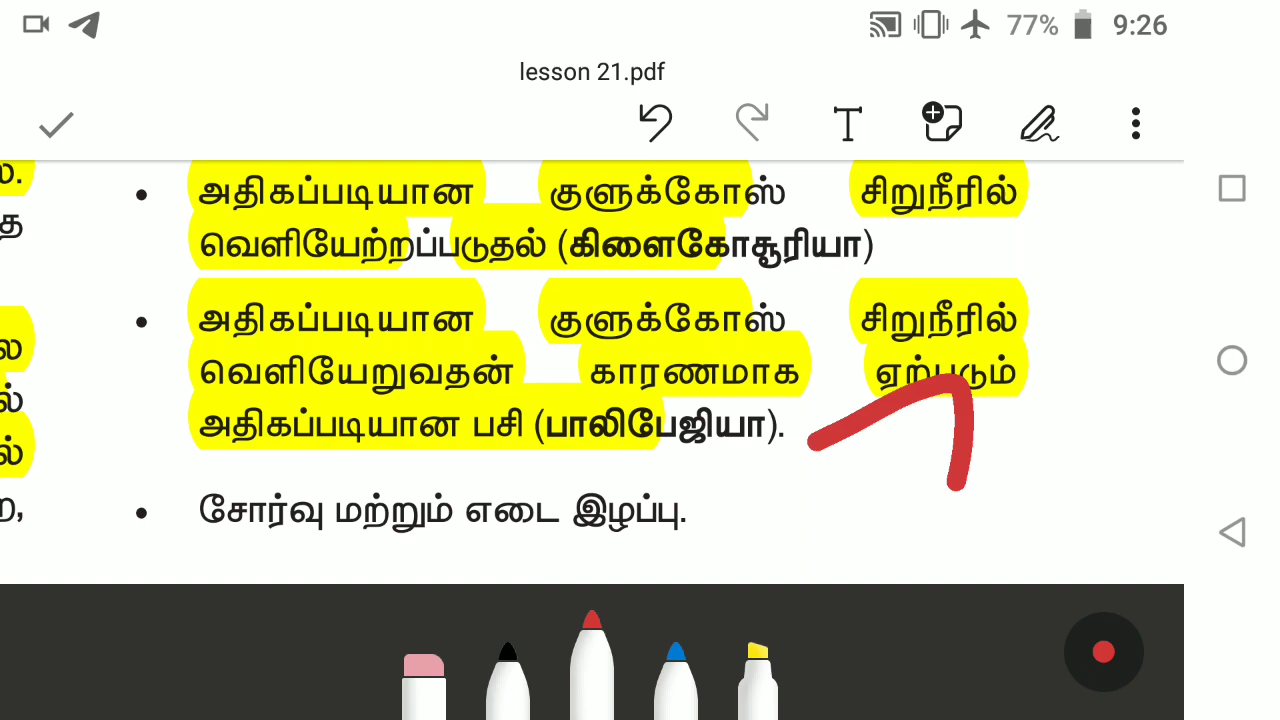 77% 9:26
lesson 21.pdf
T
• அதிகப்படியான குளுக்கோஸ் சிறுநீரில்
வெளியேற்றப்படுதல் (கிளைகோசூரியா)
• அதிகப்படியான குளுக்கோஸ் சிறுநீரில்
வெளியேறுவதன் காரணமாக ஏற்படும்
அதிகப்படியான பசி (பாலிபேஜியா).
• சோர்வு மற்றும் எடை இழப்பு.